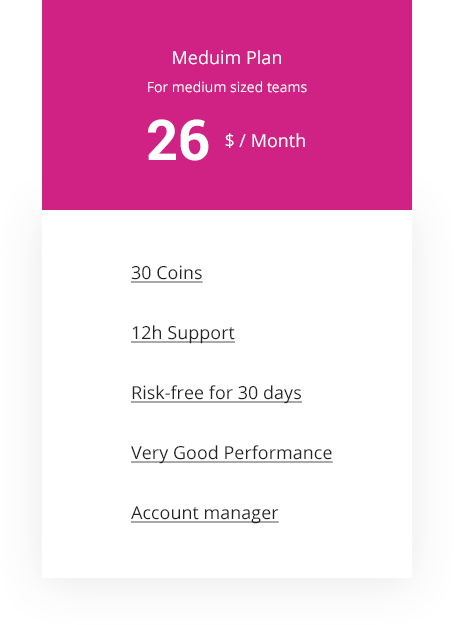 Meduim Plan
For medium sized teams
26 $ / Month
30 Coins
12h Support
Risk-free for 30 days
Very Good Performance
Account manager